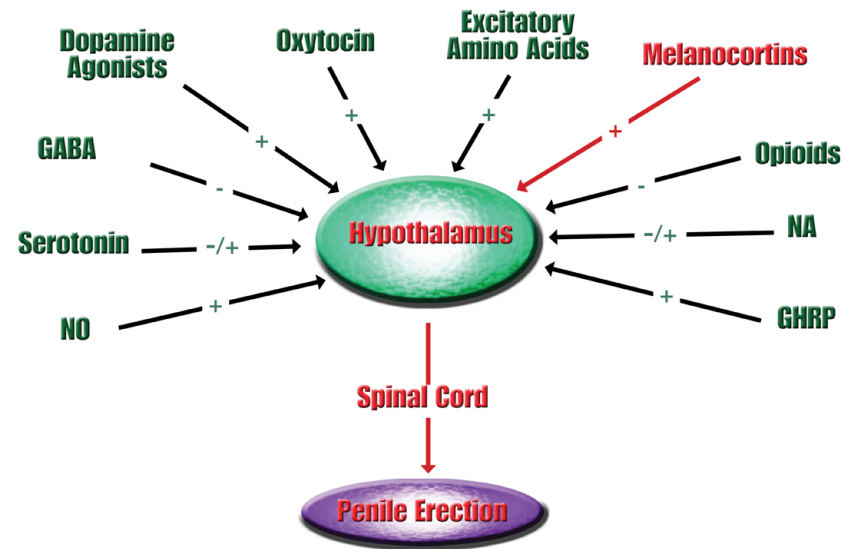 Dopamine
Agonists
Oxytocin
Excitatory
Amino Acids
Melanocortins
+
+
+
+
GABA
-
Opioids
-
Serotonin
-/+
Hypothalamus
-/+
NA
NO
+
+
GHRP
Spinal Cord
Penile Erection